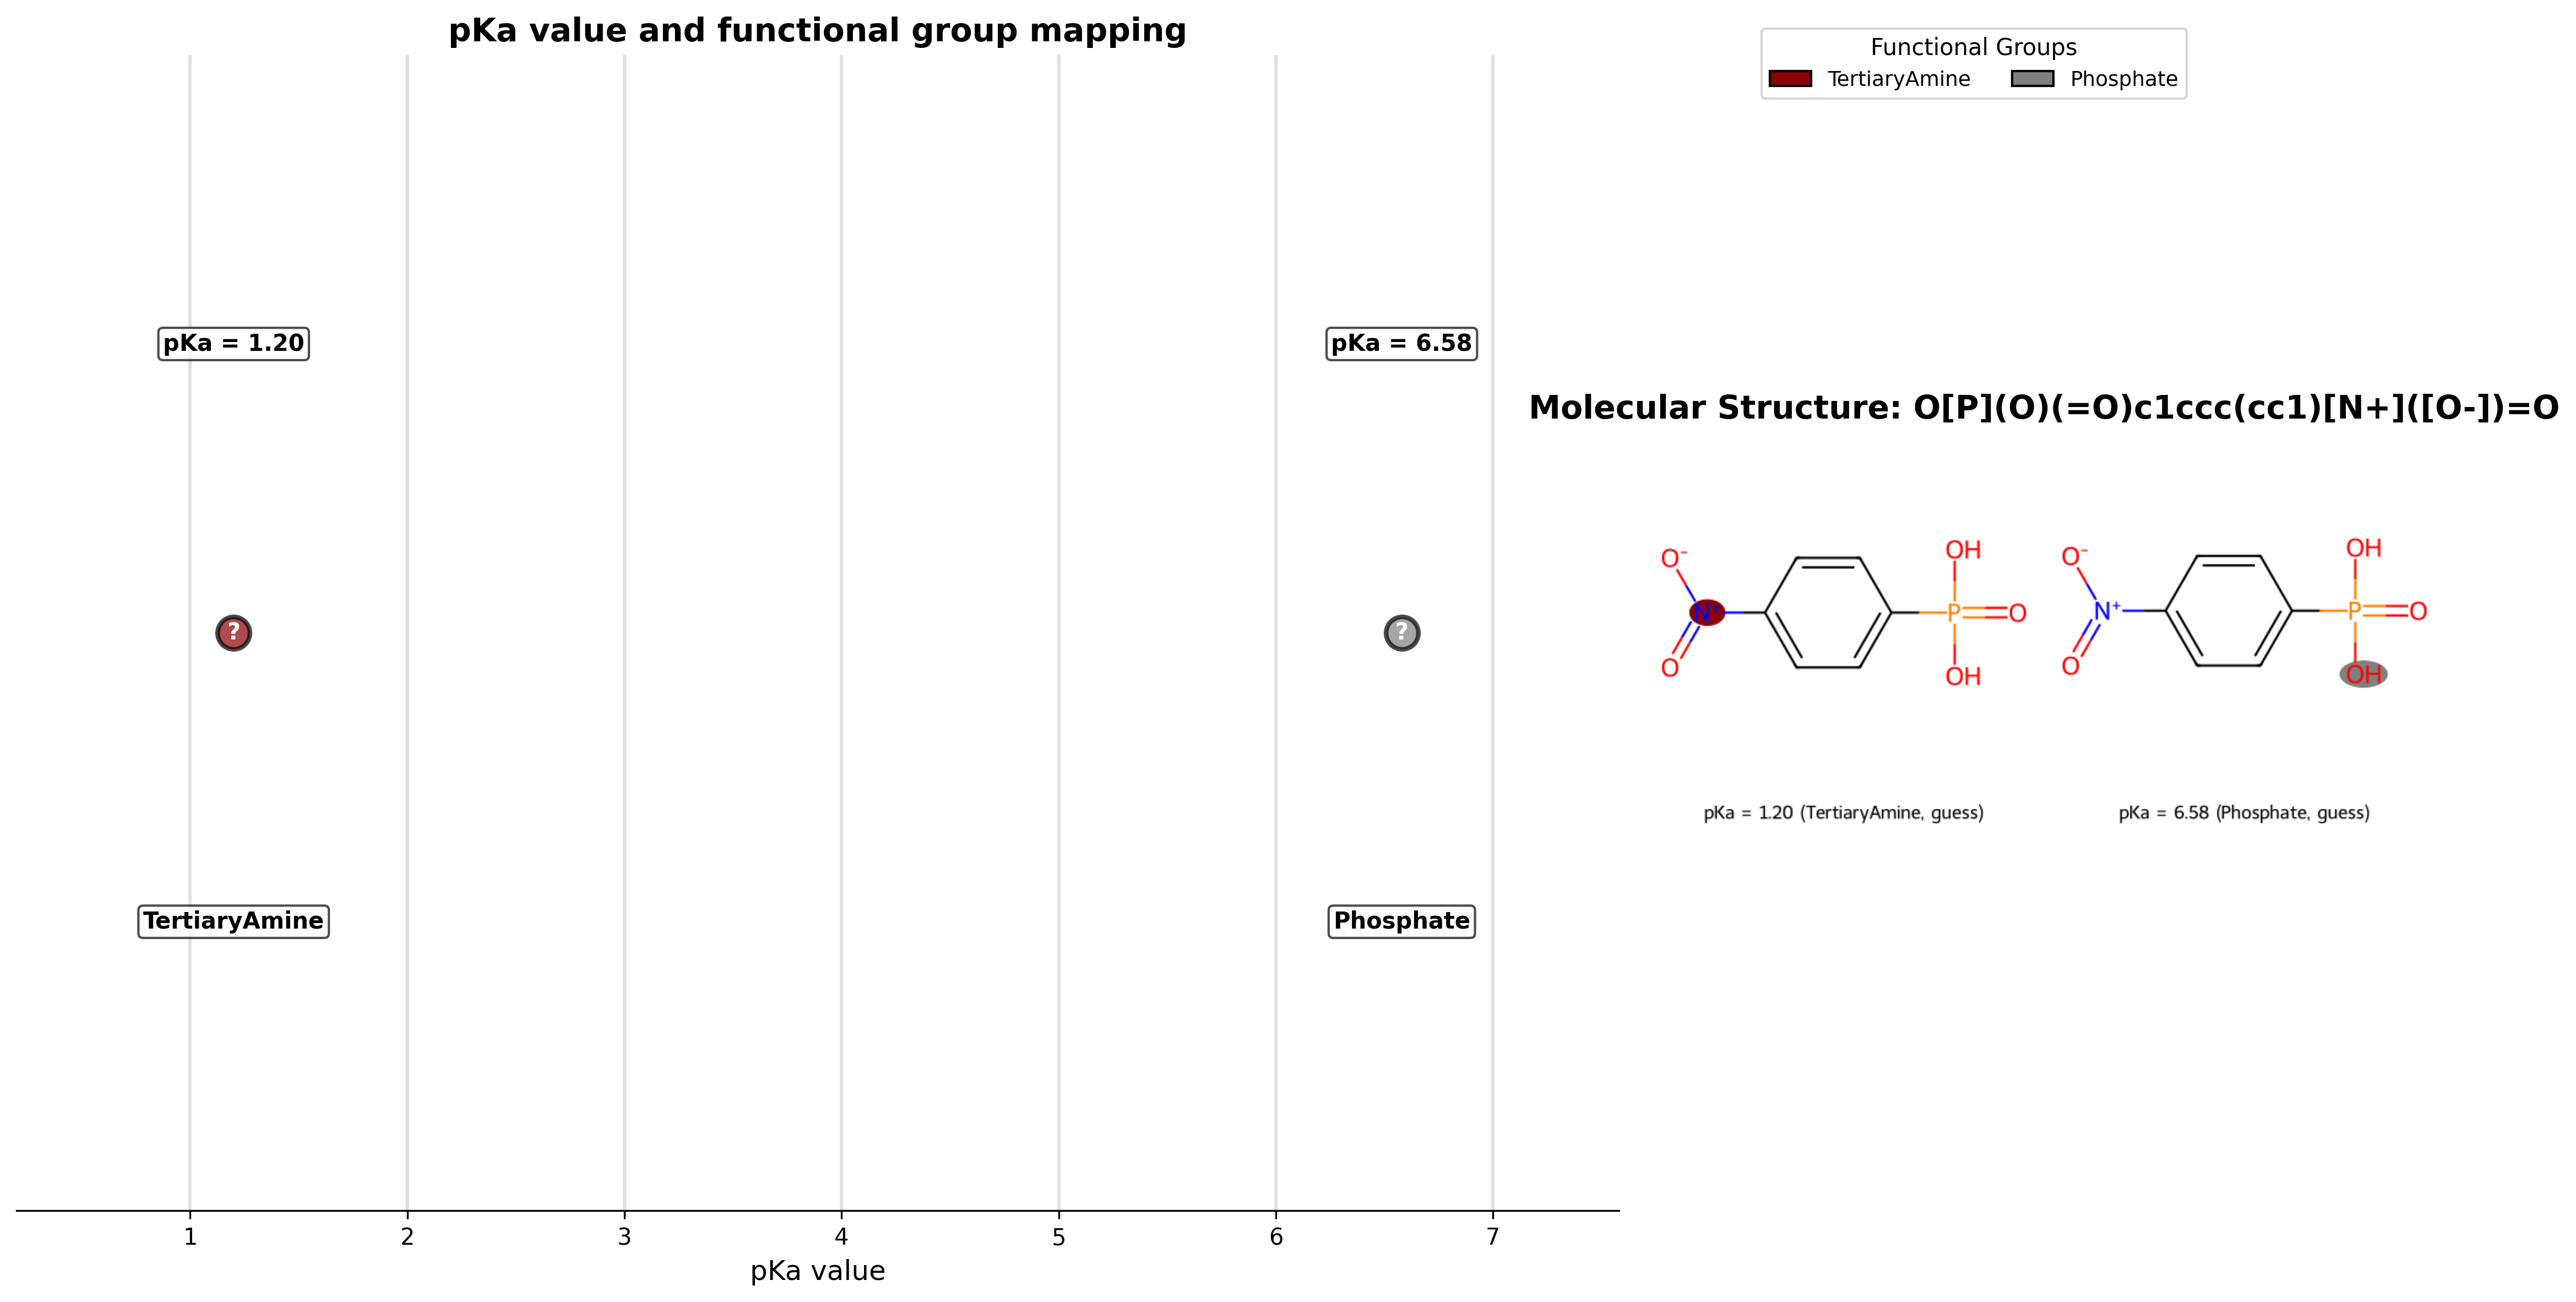 pKa value and functional group mapping
Functional Groups
TertiaryAmine
Phosphate
pKa = 1.20
pKa = 6.58
Molecular Structure: O[P](O)(=O)c1ccc(cc1)[N+]([O-])=O
?
?
O⁻
N⁺
O
OH
P
O
OH
O⁻
N⁺
O
OH
P
O
OH
pKa = 1.20 (TertiaryAmine, guess)
pKa = 6.58 (Phosphate, guess)
TertiaryAmine
Phosphate
1 2 3 4 5 6 7
pKa value